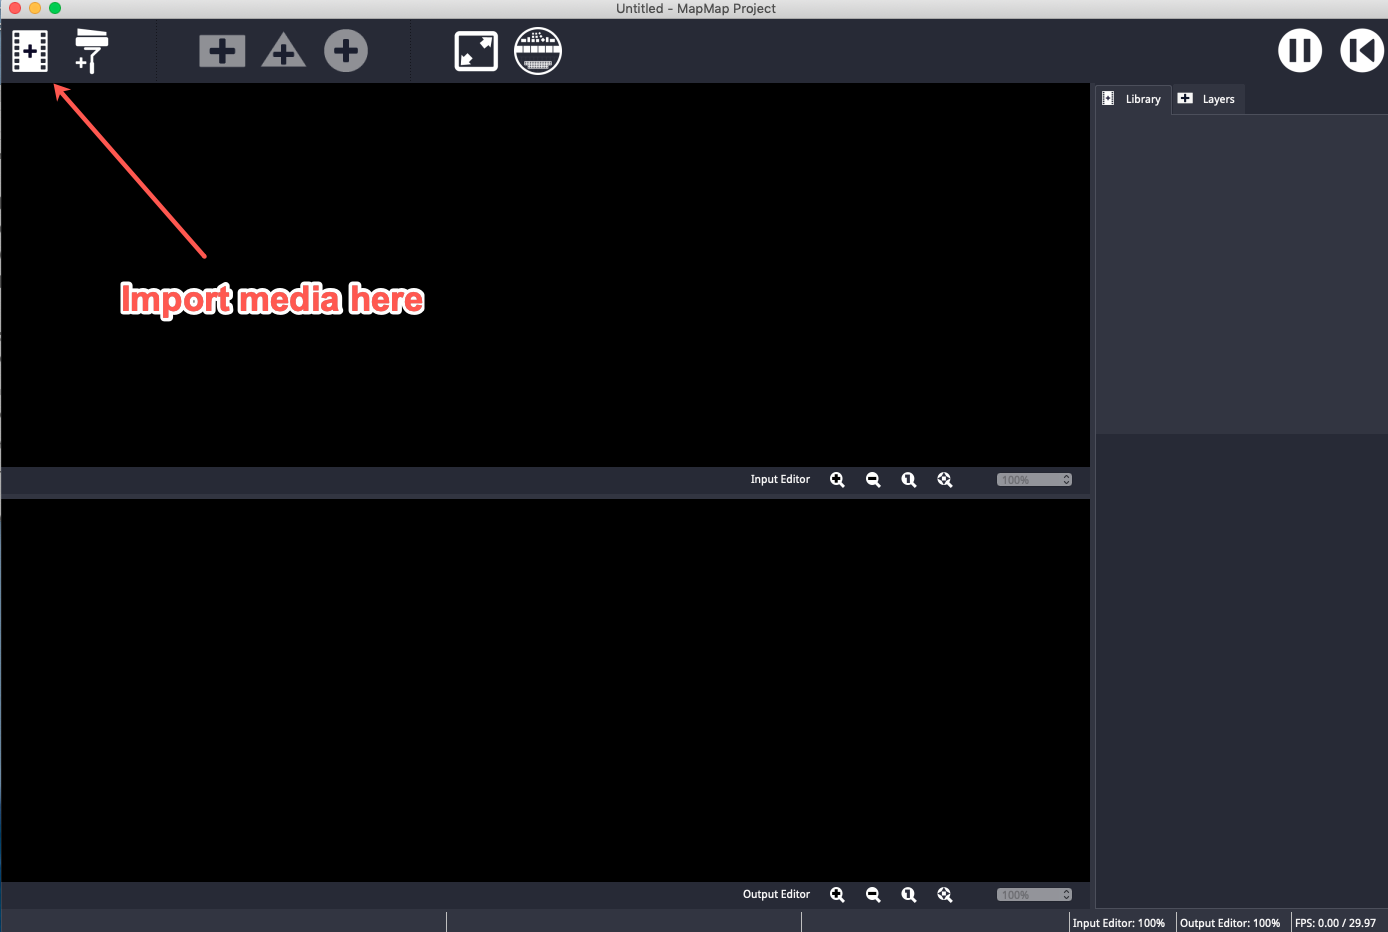 Untitled - MapMap Project
Library
Layers
Import media here
Input Editor
100%
Output Editor
100%
Input Editor: 100%
Output Editor: 100%
FPS: 0.00 / 29.97